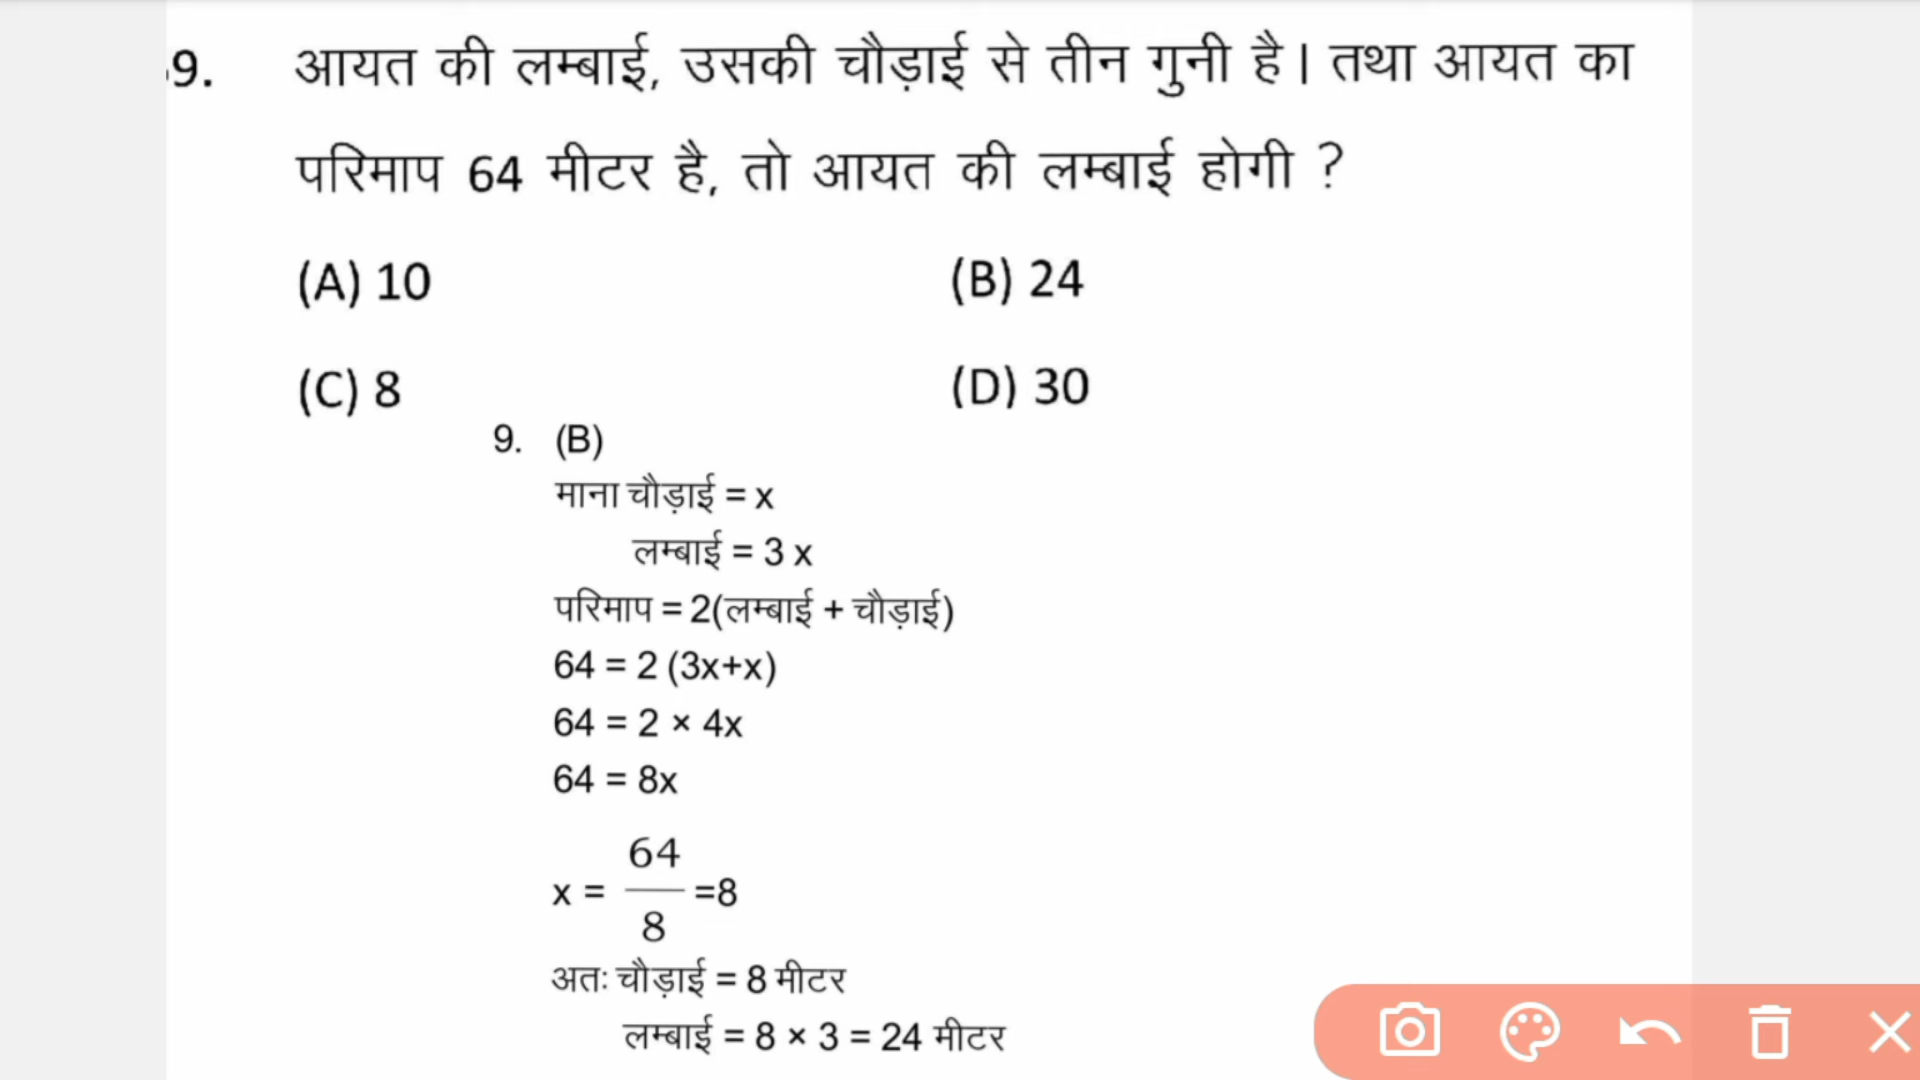 9. आयत की लम्बाई, उसकी चौड़ाई से तीन गुनी है। तथा आयत का
परिमाप 64 मीटर है, तो आयत की लम्बाई होगी ?
(A) 10 (B) 24
(C) 8 (D) 30
9. (B)
माना चौड़ाई = x
लम्बाई = 3 x
परिमाप = 2(लम्बाई + चौड़ाई)
64 = 2 (3x+x)
64 = 2 × 4x
64 = 8x
x = 64/8 =8
अतः चौड़ाई = 8 मीटर
लम्बाई = 8 × 3 = 24 मीटर